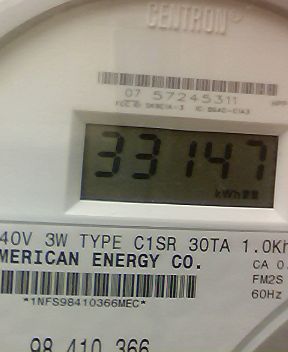 CENTRON®
07 57245311
33147
kWh
40V 3W TYPE C1SR 30TA 1.0Kh
MERICAN ENERGY CO.
CA 0.
FM2S
60Hz
*1NFS98410366MEC*
98 410 366